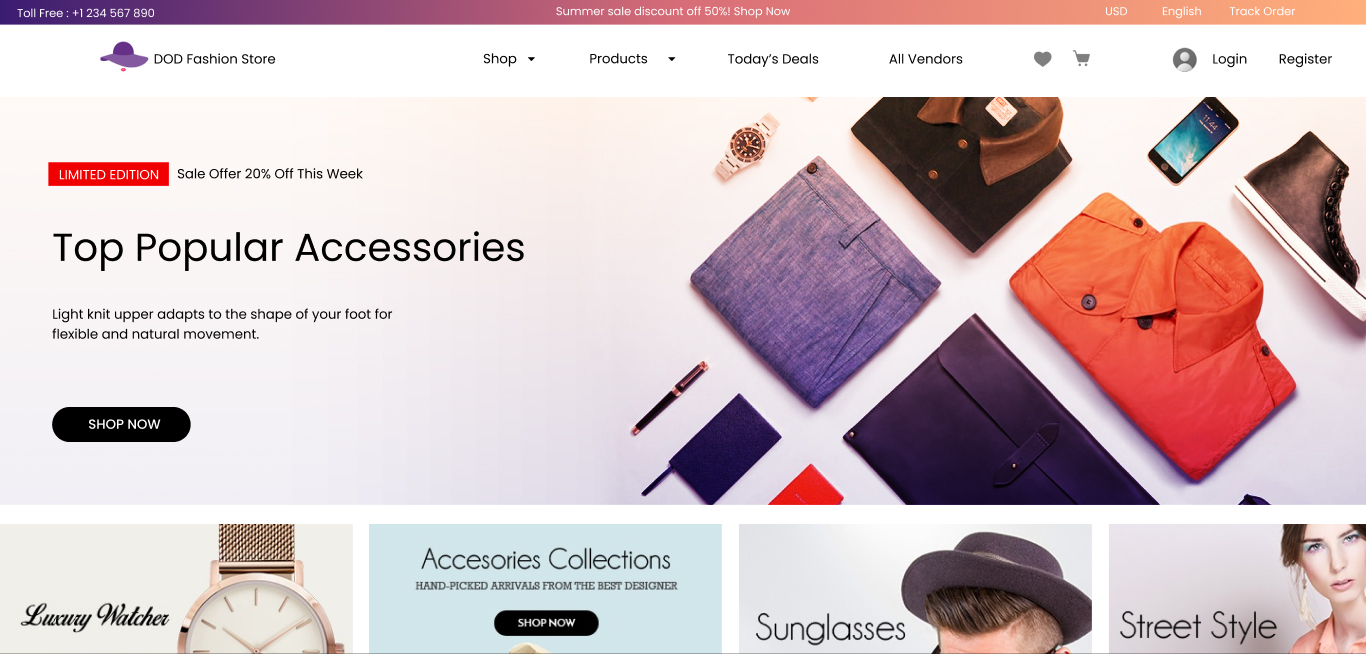 Toll Free : +1 234 567 890
Summer sale discount off 50%! Shop Now
USD
English
Track Order
DOD Fashion Store
Shop
Products
Today's Deals
All Vendors
Login
Register
LIMITED EDITION
Sale Offer 20% Off This Week
Top Popular Accessories
Light knit upper adapts to the shape of your foot for
flexible and natural movement.
SHOP NOW
11:44
Luxury Watcher
Accesories Collections
HAND-PICKED ARRIVALS FROM THE BEST DESIGNER
SHOP NOW
Sunglasses
Street Style